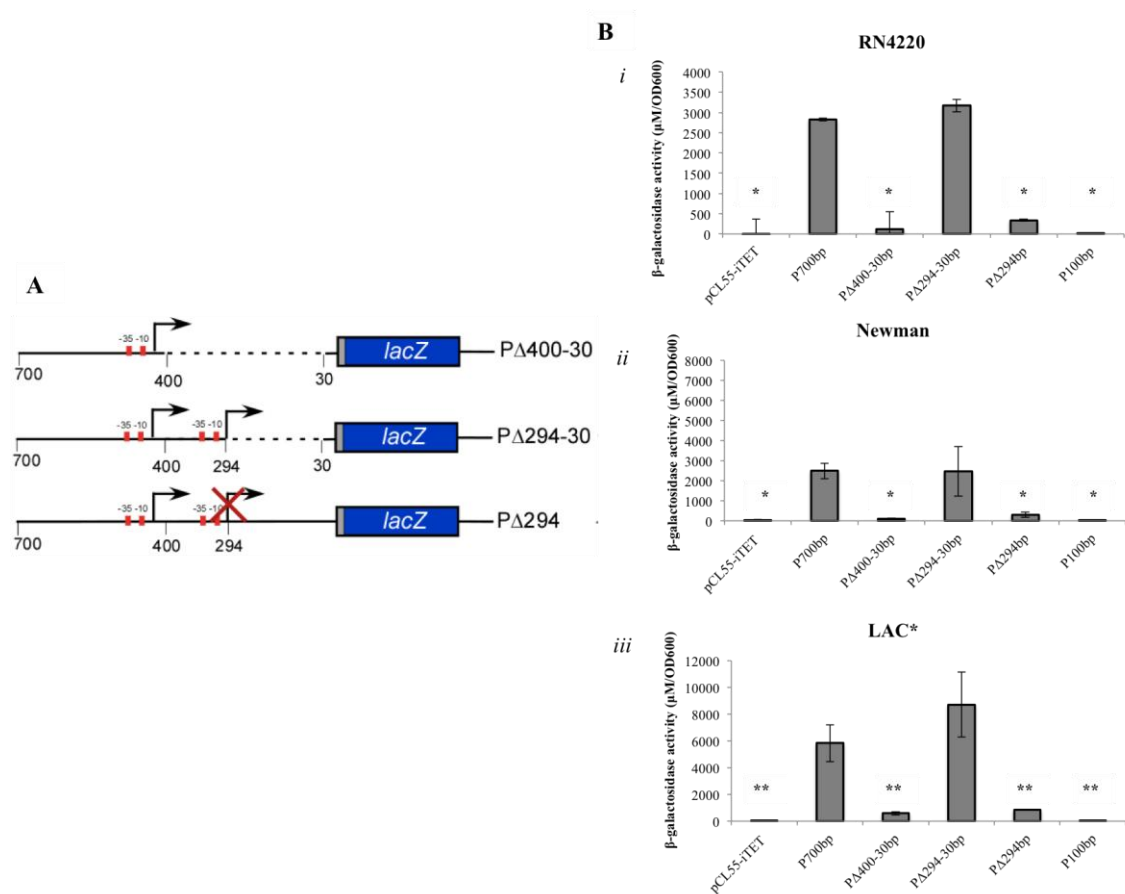 A
-35 -10
700
400
30
lacZ
PΔ400-30
-35 -10
-35 -10
700
400
294
30
lacZ
PΔ294-30
-35 -10
-35 -10
700
400
294
lacZ
PΔ294
B
i
RN4220
β-galactosidase activity (µM/OD600)
4000
3500
3000
2500
2000
1500
1000
500
0
* * * *
pCL55-iTET
P700bp
PΔ400-30bp
PΔ294-30bp
PΔ294bp
P100bp
ii
Newman
β-galactosidase activity (µM/OD600)
8000
7000
6000
5000
4000
3000
2000
1000
0
* * * *
pCL55-iTET
P700bp
PΔ400-30bp
PΔ294-30bp
PΔ294bp
P100bp
iii
LAC*
β-galactosidase activity (µM/OD600)
12000
10000
8000
6000
4000
2000
0
** ** ** **
pCL55-iTET
P700bp
PΔ400-30bp
PΔ294-30bp
PΔ294bp
P100bp